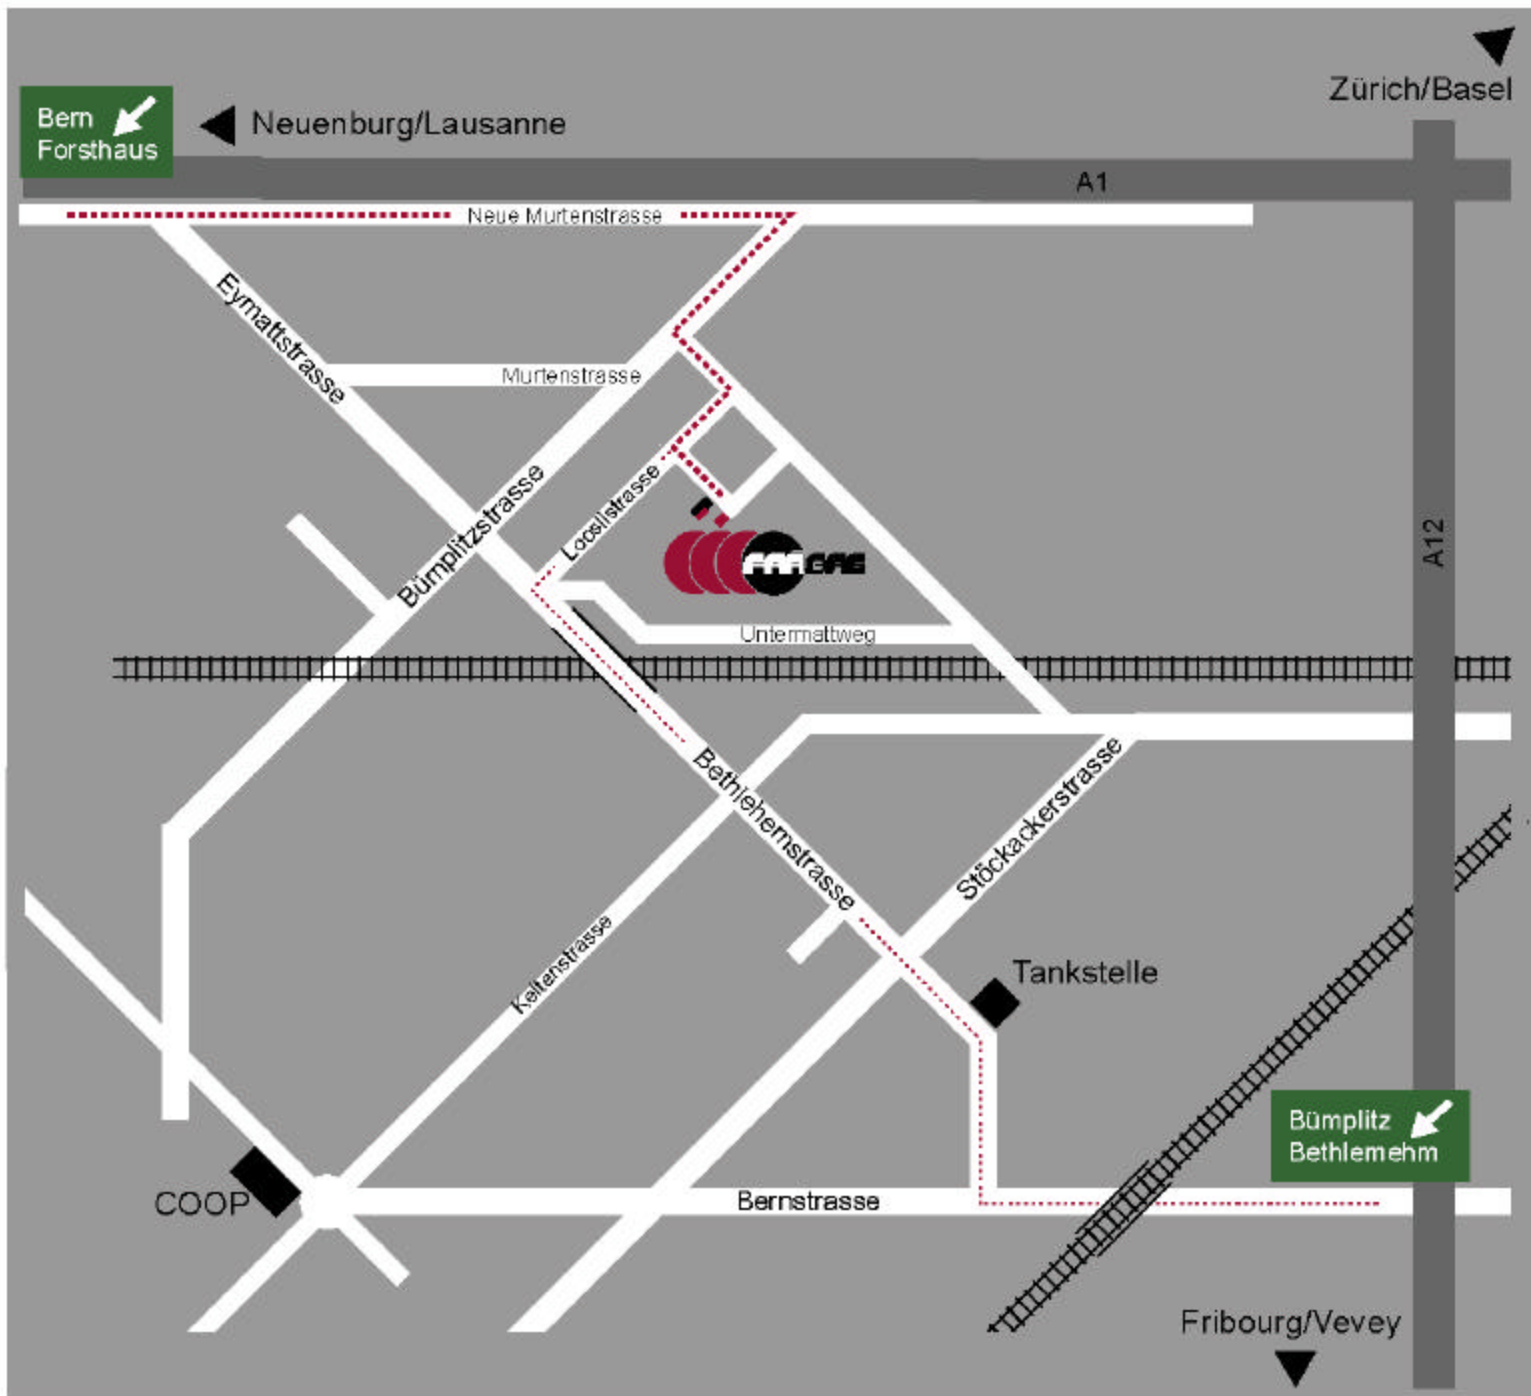 Zürich/Basel
Bern
Forsthaus
Neuenburg/Lausanne
A1
Neue Murtenstrasse
Eymattstrasse
Murtenstrasse
Bümplitzstrasse
Looslistrasse
A12
Untermattweg
Bethlehemstrasse
Stöckackerstrasse
Keltenstrasse
Tankstelle
Bümplitz
Bethlemehm
COOP
Bernstrasse
Fribourg/Vevey